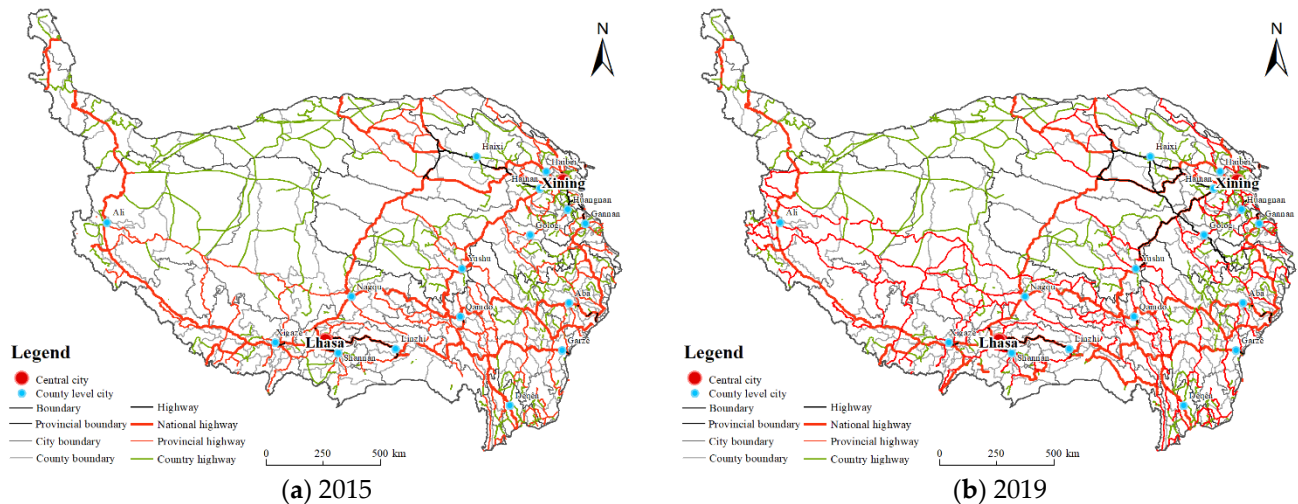 N
Haixi
Haibei
Hainan
Xining
Huangnan
Gannan
Golog
Ali
Yushu
Nagqu
Qamdo
Aba
Xigaze
Lhasa
Shannan
Linzhi
Garze
Deqen
Legend
Central city
County level city
Boundary
Highway
Provincial boundary
National highway
City boundary
Provincial highway
County boundary
Country highway
0 250 500 km
(a) 2015
N
Haixi
Haibei
Hainan
Xining
Huangnan
Gannan
Golog
Ali
Yushu
Nagqu
Qamdo
Aba
Xigaze
Lhasa
Shannan
Linzhi
Garze
Deqen
Legend
Central city
County level city
Boundary
Highway
Provincial boundary
National highway
City boundary
Provincial highway
County boundary
Country highway
0 250 500 km
(b) 2019